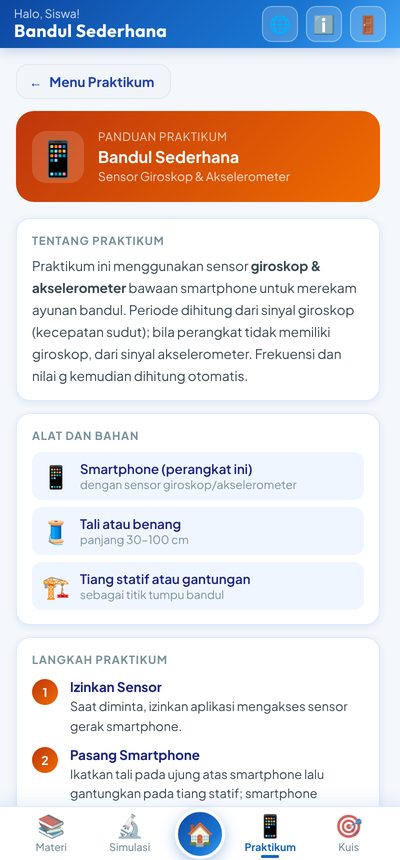 Halo, Siswa!
Bandul Sederhana
← Menu Praktikum
PANDUAN PRAKTIKUM
Bandul Sederhana
Sensor Giroskop & Akselerometer
TENTANG PRAKTIKUM
Praktikum ini menggunakan sensor giroskop &
akselerometer bawaan smartphone untuk merekam
ayunan bandul. Periode dihitung dari sinyal giroskop
(kecepatan sudut); bila perangkat tidak memiliki
giroskop, dari sinyal akselerometer. Frekuensi dan
nilai g kemudian dihitung otomatis.
ALAT DAN BAHAN
Smartphone (perangkat ini)
dengan sensor giroskop/akselerometer
Tali atau benang
panjang 30–100 cm
Tiang statif atau gantungan
sebagai titik tumpu bandul
LANGKAH PRAKTIKUM
1 Izinkan Sensor
Saat diminta, izinkan aplikasi mengakses sensor
gerak smartphone.
2 Pasang Smartphone
Ikatkan tali pada ujung atas smartphone lalu
gantungkan pada tiang statif; smartphone
Materi Simulasi Praktikum Kuis